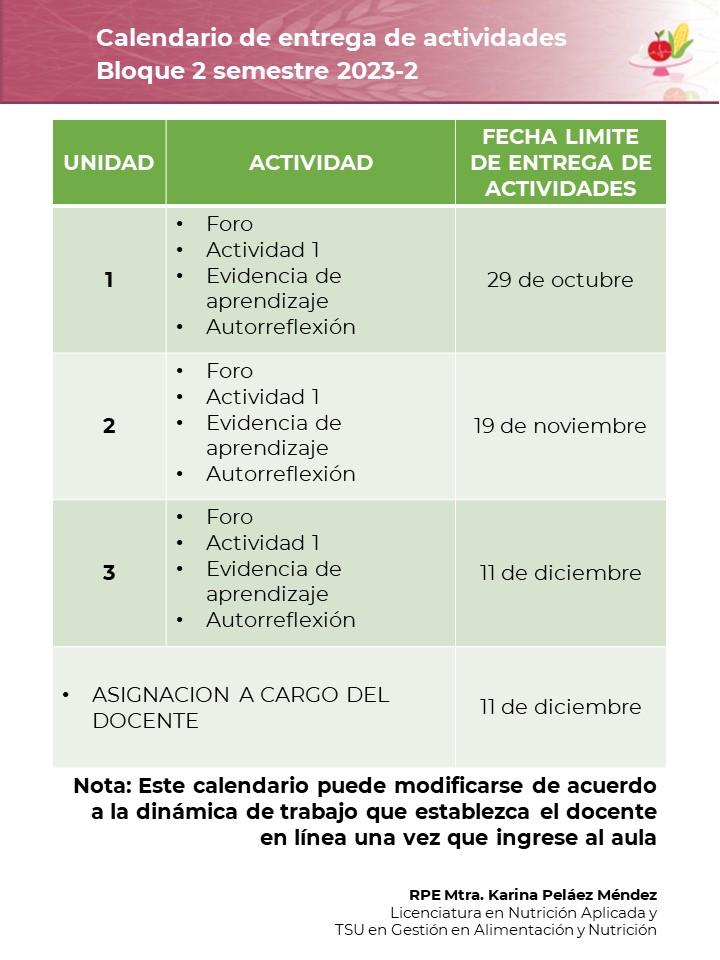 Calendario de entrega de actividades
Bloque 2 semestre 2023-2
UNIDAD
ACTIVIDAD
FECHA LIMITE
DE ENTREGA DE
ACTIVIDADES
1
• Foro
• Actividad 1
• Evidencia de
aprendizaje
• Autorreflexión
29 de octubre
2
• Foro
• Actividad 1
• Evidencia de
aprendizaje
• Autorreflexión
19 de noviembre
3
• Foro
• Actividad 1
• Evidencia de
aprendizaje
• Autorreflexión
11 de diciembre
• ASIGNACION A CARGO DEL
DOCENTE
11 de diciembre
Nota: Este calendario puede modificarse de acuerdo
a la dinámica de trabajo que establezca el docente
en línea una vez que ingrese al aula
RPE Mtra. Karina Peláez Méndez
Licenciatura en Nutrición Aplicada y
TSU en Gestión en Alimentación y Nutrición